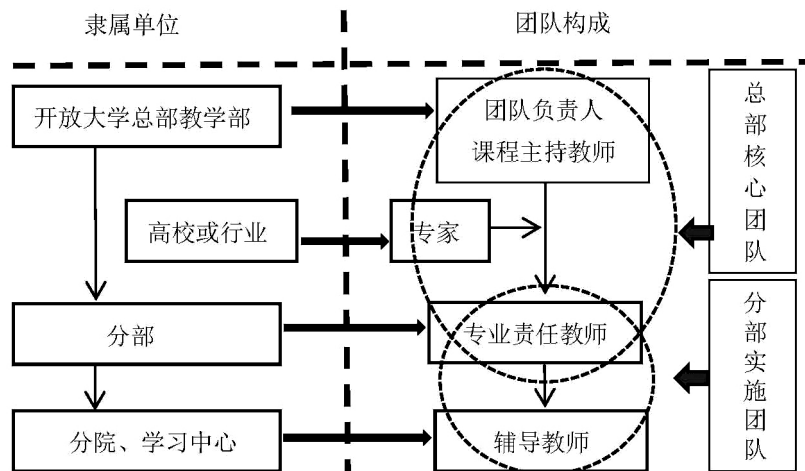 隶属单位
团队构成
开放大学总部教学部
团队负责人
课程主持教师
总部核心团队
高校或行业
专家
分部
专业责任教师
分部实施团队
分院、学习中心
辅导教师